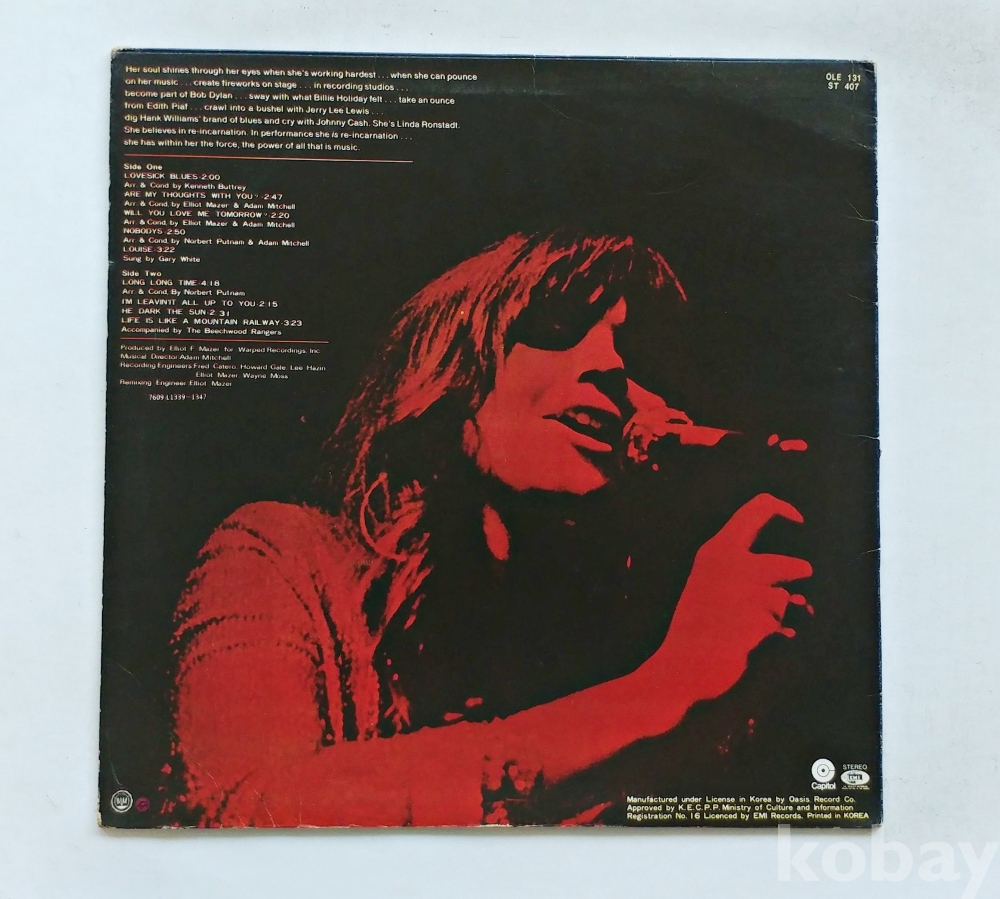 Her soul shines through her eyes when she's working hardest . . . when she can pounce
on her music . . . create fireworks on stage . . . in recording studios . . .
become part of Bob Dylan . . . sway with what Billie Holiday felt . . . take an ounce
from Edith Piaf . . . crawl into a bushel with Jerry Lee Lewis . . .
dig Hank Williams' brand of blues and cry with Johnny Cash. She's Linda Ronstadt.
She believes in re-incarnation. In performance she is re-incarnation . . .
she has within her the force, the power of all that is music.
OLE 131
ST 407
Side One
LOVESICK BLUES-2:00
Arr. & Cond by Kenneth Buttrey
ARE MY THOUGHTS WITH YOU?-2:47
Arr. & Cond. by Elliot Mazer & Adam Mitchell
WILL YOU LOVE ME TOMORROW?-2:20
Arr. & Cond. by Elliot Mazer & Adam Mitchell
NOBODYS-2:50
Arr. & Cond. by Norbert Putnam & Adam Mitchell
LOUISE-3:22
Sung by Gary White
Side Two
LONG LONG TIME-4:18
Arr. & Cond. By Norbert Putnam
I'M LEAVIN'IT ALL UP TO YOU-2:15
HE DARK THE SUN-2:31
LIFE IS LIKE A MOUNTAIN RAILWAY-3:23
Accompanied by The Beechwood Rangers
Produced by Elliot F. Mazer for Warped Recordings, Inc
Musical Director:Adam Mitchell
Recording Engineers:Fred Catero, Howard Gale, Lee Hazin
Elliot Mazer, Wayne Moss
Remixing Engineer:Elliot Mazer
7609 L1339-1347
Capitol
STEREO
EMI
Manufactured under License in Korea by Oasis Record Co.
Approved by K.E.C.P.P. Ministry of Culture and Information
Registration No.16 Licenced by EMI Records. Printed in KOREA
kobay